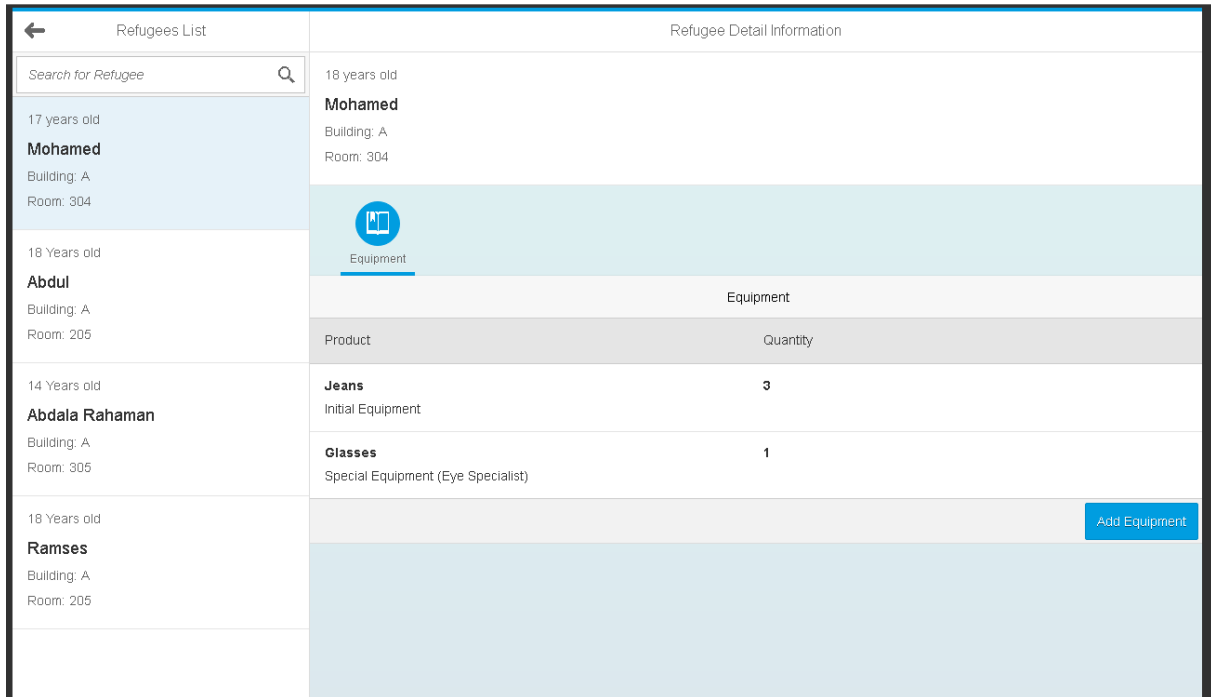 Refugees List
Search for Refugee
17 years old
Mohamed
Building: A
Room: 304
18 Years old
Abdul
Building: A
Room: 205
14 Years old
Abdala Rahaman
Building: A
Room: 305
18 Years old
Ramses
Building: A
Room: 205
Refugee Detail Information
18 years old
Mohamed
Building: A
Room: 304
Equipment
Equipment
Product Quantity
Jeans 3
Initial Equipment
Glasses 1
Special Equipment (Eye Specialist)
Add Equipment